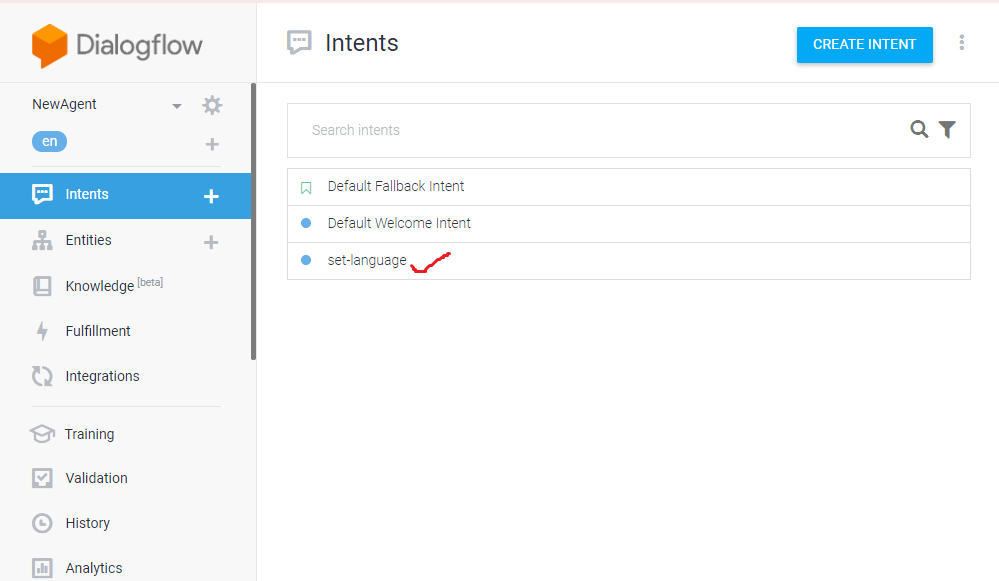 Dialogflow
NewAgent
en
Intents
Entities
Knowledge [beta]
Fulfillment
Integrations
Training
Validation
History
Analytics
Intents
CREATE INTENT
Search intents
Default Fallback Intent
Default Welcome Intent
set-language